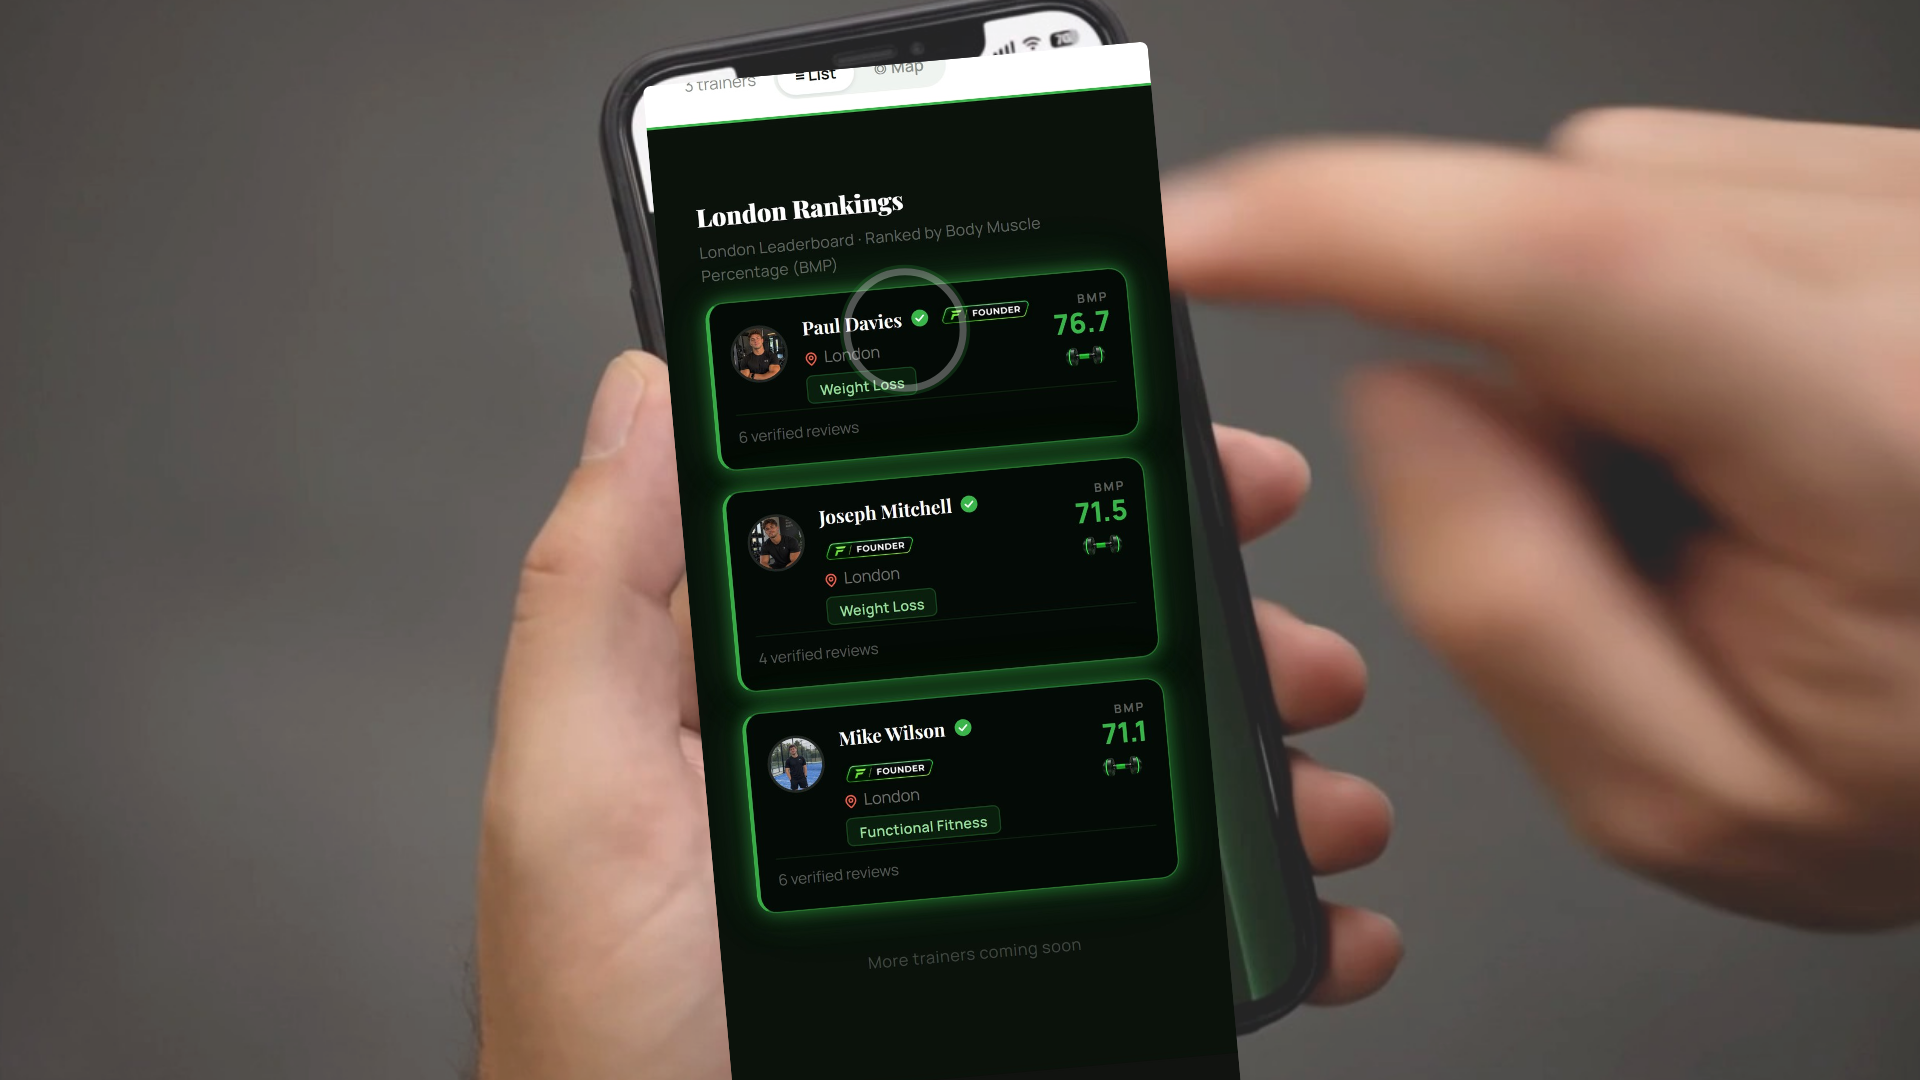 3 trainers
List
Map
London Rankings
London Leaderboard · Ranked by Body Muscle
Percentage (BMP)
Paul Davies
FOUNDER
BMP
76.7
London
Weight Loss
6 verified reviews
Joseph Mitchell
BMP
71.5
FOUNDER
London
Weight Loss
4 verified reviews
Mike Wilson
BMP
71.1
FOUNDER
London
Functional Fitness
6 verified reviews
More trainers coming soon